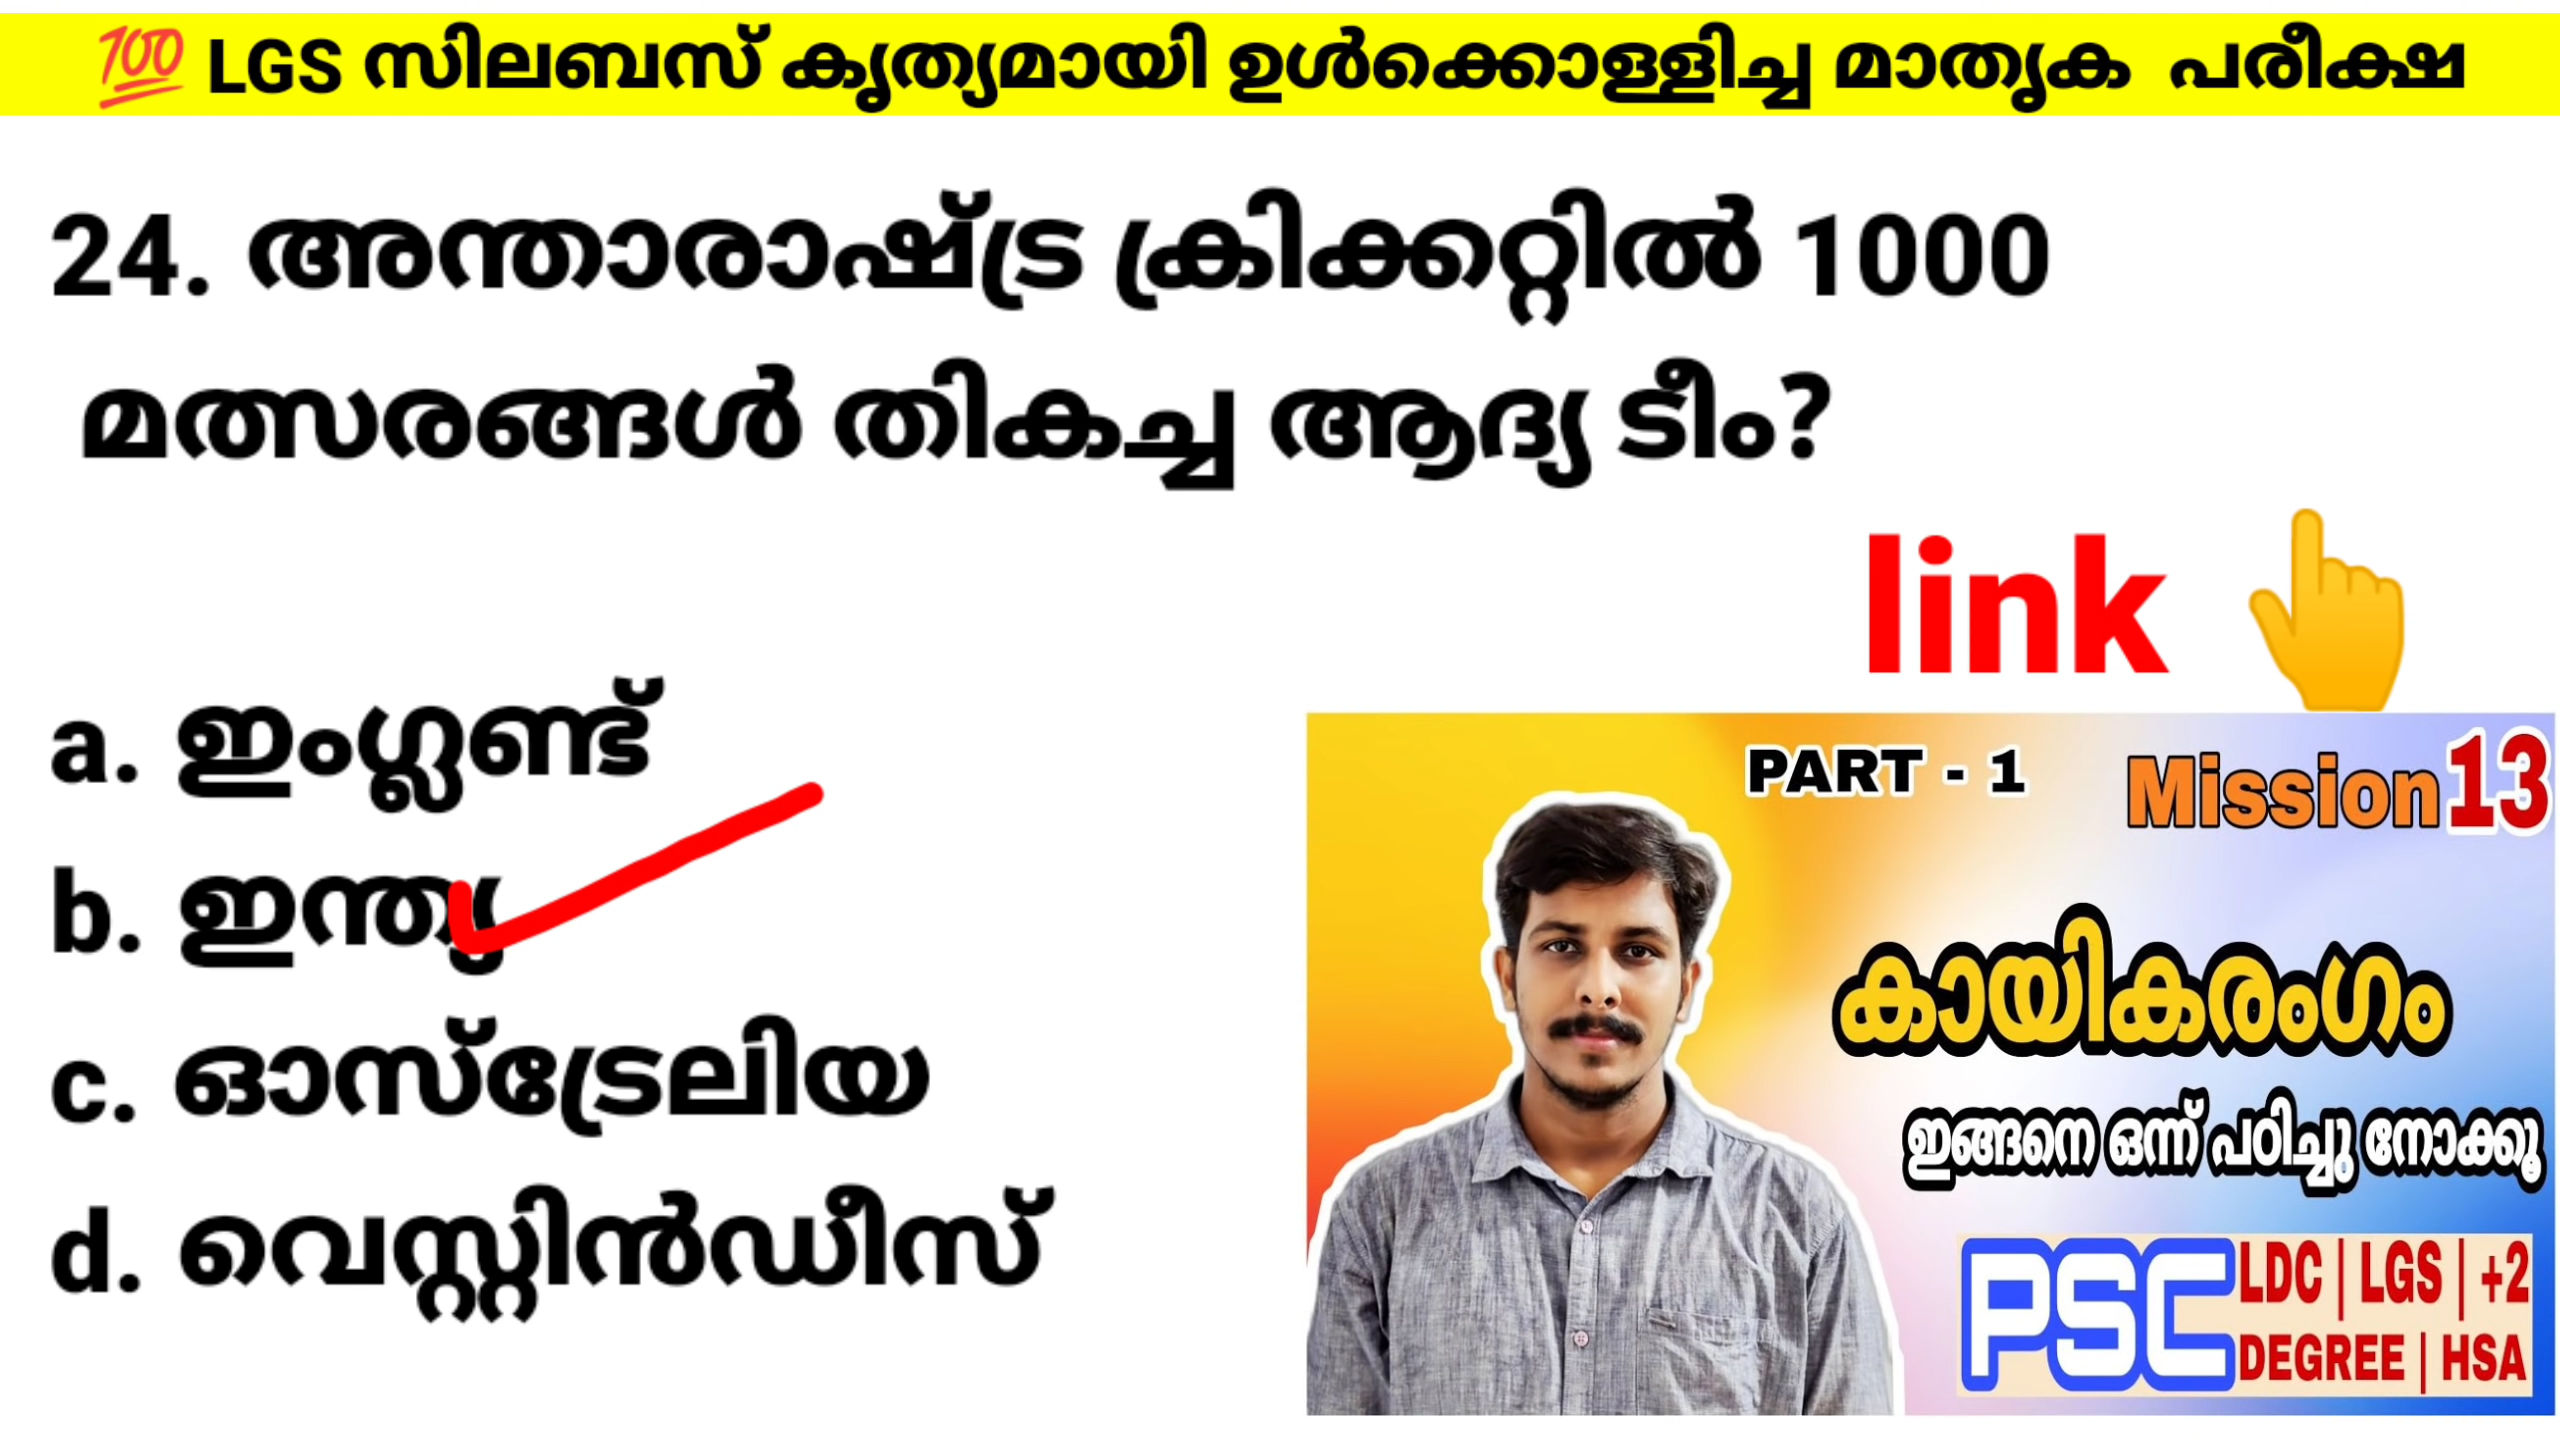 💯 LGS സിലബസ് കൃത്യമായി ഉൾക്കൊള്ളിച്ച മാതൃക പരീക്ഷ
24. അന്താരാഷ്ട്ര ക്രിക്കറ്റിൽ 1000
മത്സരങ്ങൾ തികച്ച ആദ്യ ടീം?
link
a. ഇംഗ്ലണ്ട്
b. ഇന്ത്യ
c. ഓസ്ട്രേലിയ
d. വെസ്റ്റിൻഡീസ്
PART - 1
Mission 13
കായികരംഗം
ഇങ്ങനെ ഒന്ന് പഠിച്ചു നോക്കൂ
PSC
LDC | LGS | +2
DEGREE | HSA